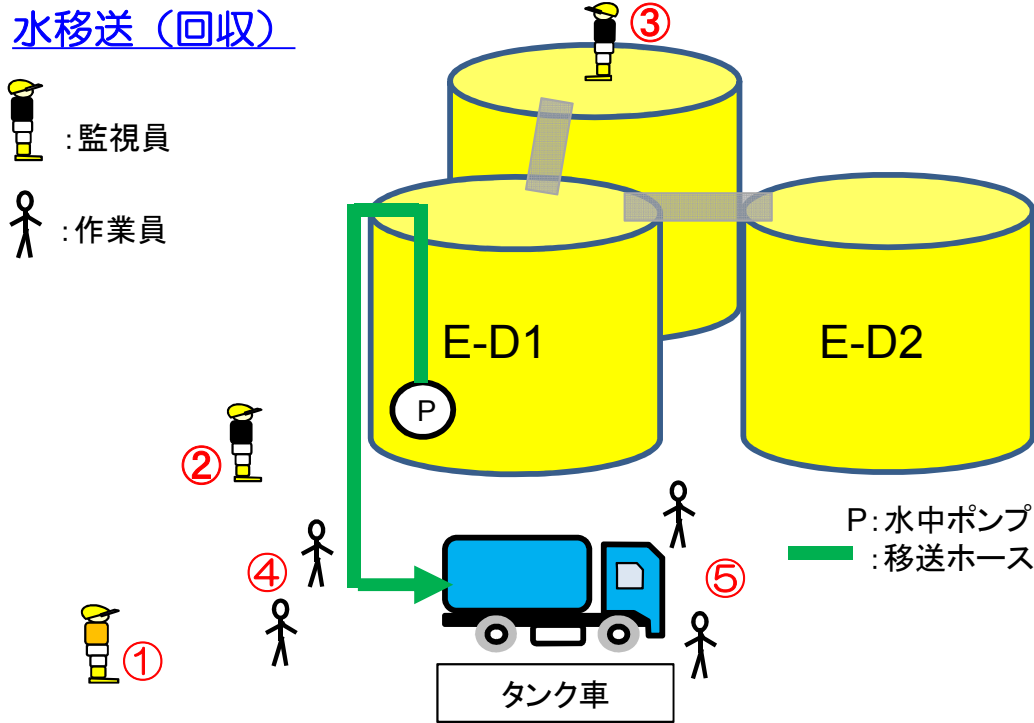 水移送（回収）
③
：監視員
：作業員
E-D1
E-D2
P
②
P：水中ポンプ
：移送ホース
④
⑤
①
タンク車